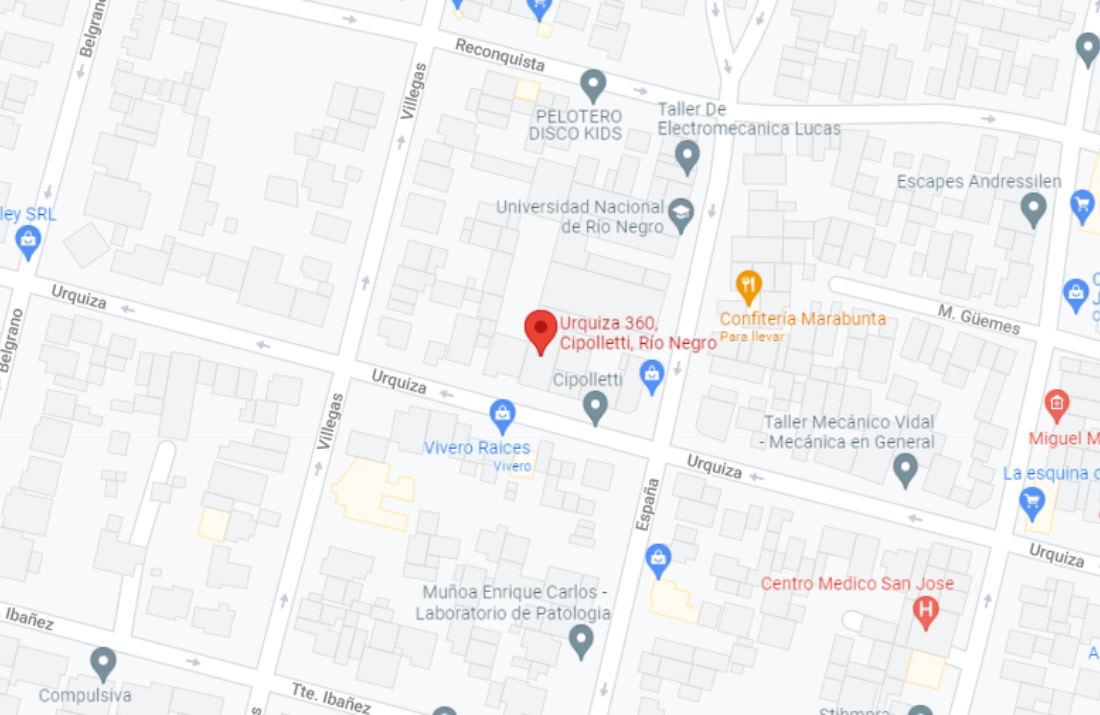 Belgrano
Reconquista
Villegas
PELOTERO
DISCO KIDS
Taller De
Electromecanica Lucas
Escapes Andressilen
Universidad Nacional
de Río Negro
ley SRL
Urquiza
M. Güemes
Confitería Marabunta
Para llevar
Urquiza 360,
Cipolletti, Río Negro
Belgrano
Urquiza
Cipolletti
Villegas
Taller Mecánico Vidal
- Mecánica en General
Miguel M
Vivero Raices
Vivero
Urquiza
La esquina
España
Urquiza
Centro Medico San Jose
Muñoa Enrique Carlos -
Laboratorio de Patologia
Ibañez
Compulsiva
Tte. Ibañez